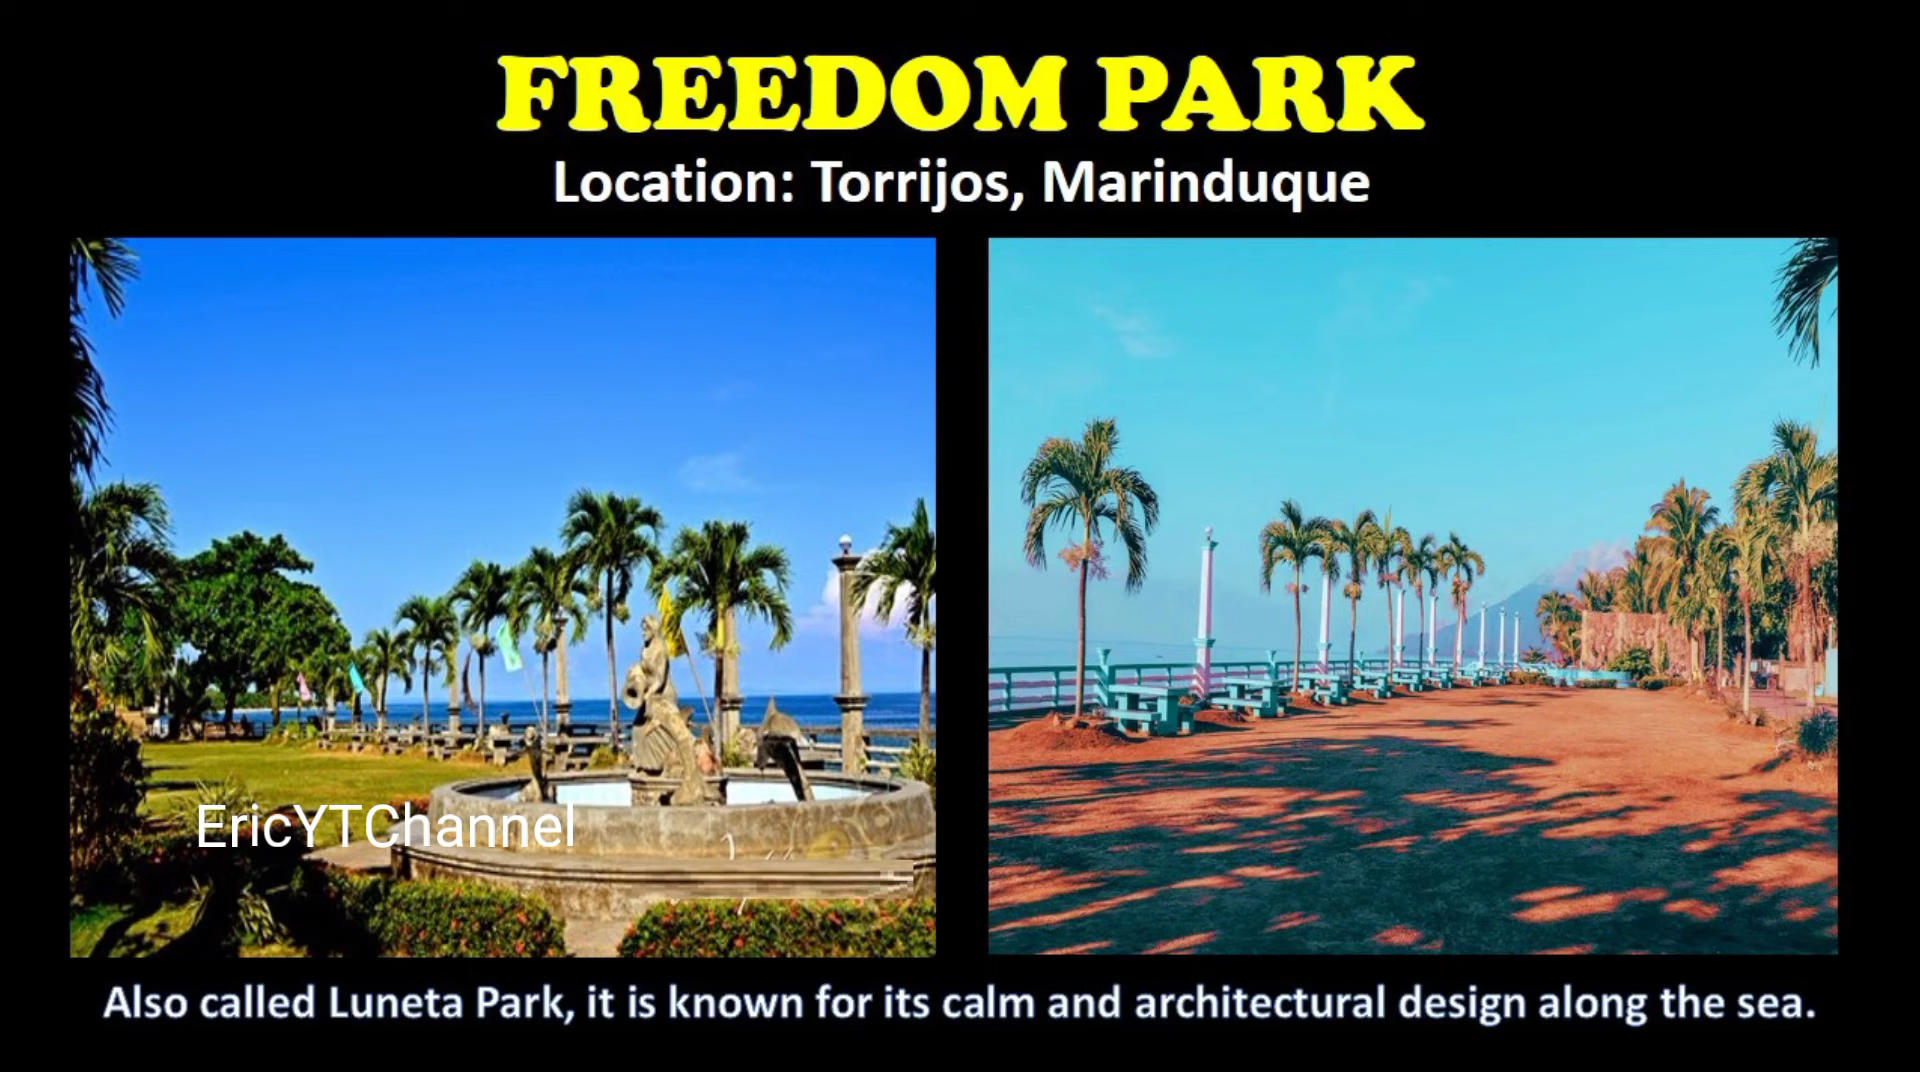 FREEDOM PARK
Location: Torrijos, Marinduque
EricYTChannel
Also called Luneta Park, it is known for its calm and architectural design along the sea.